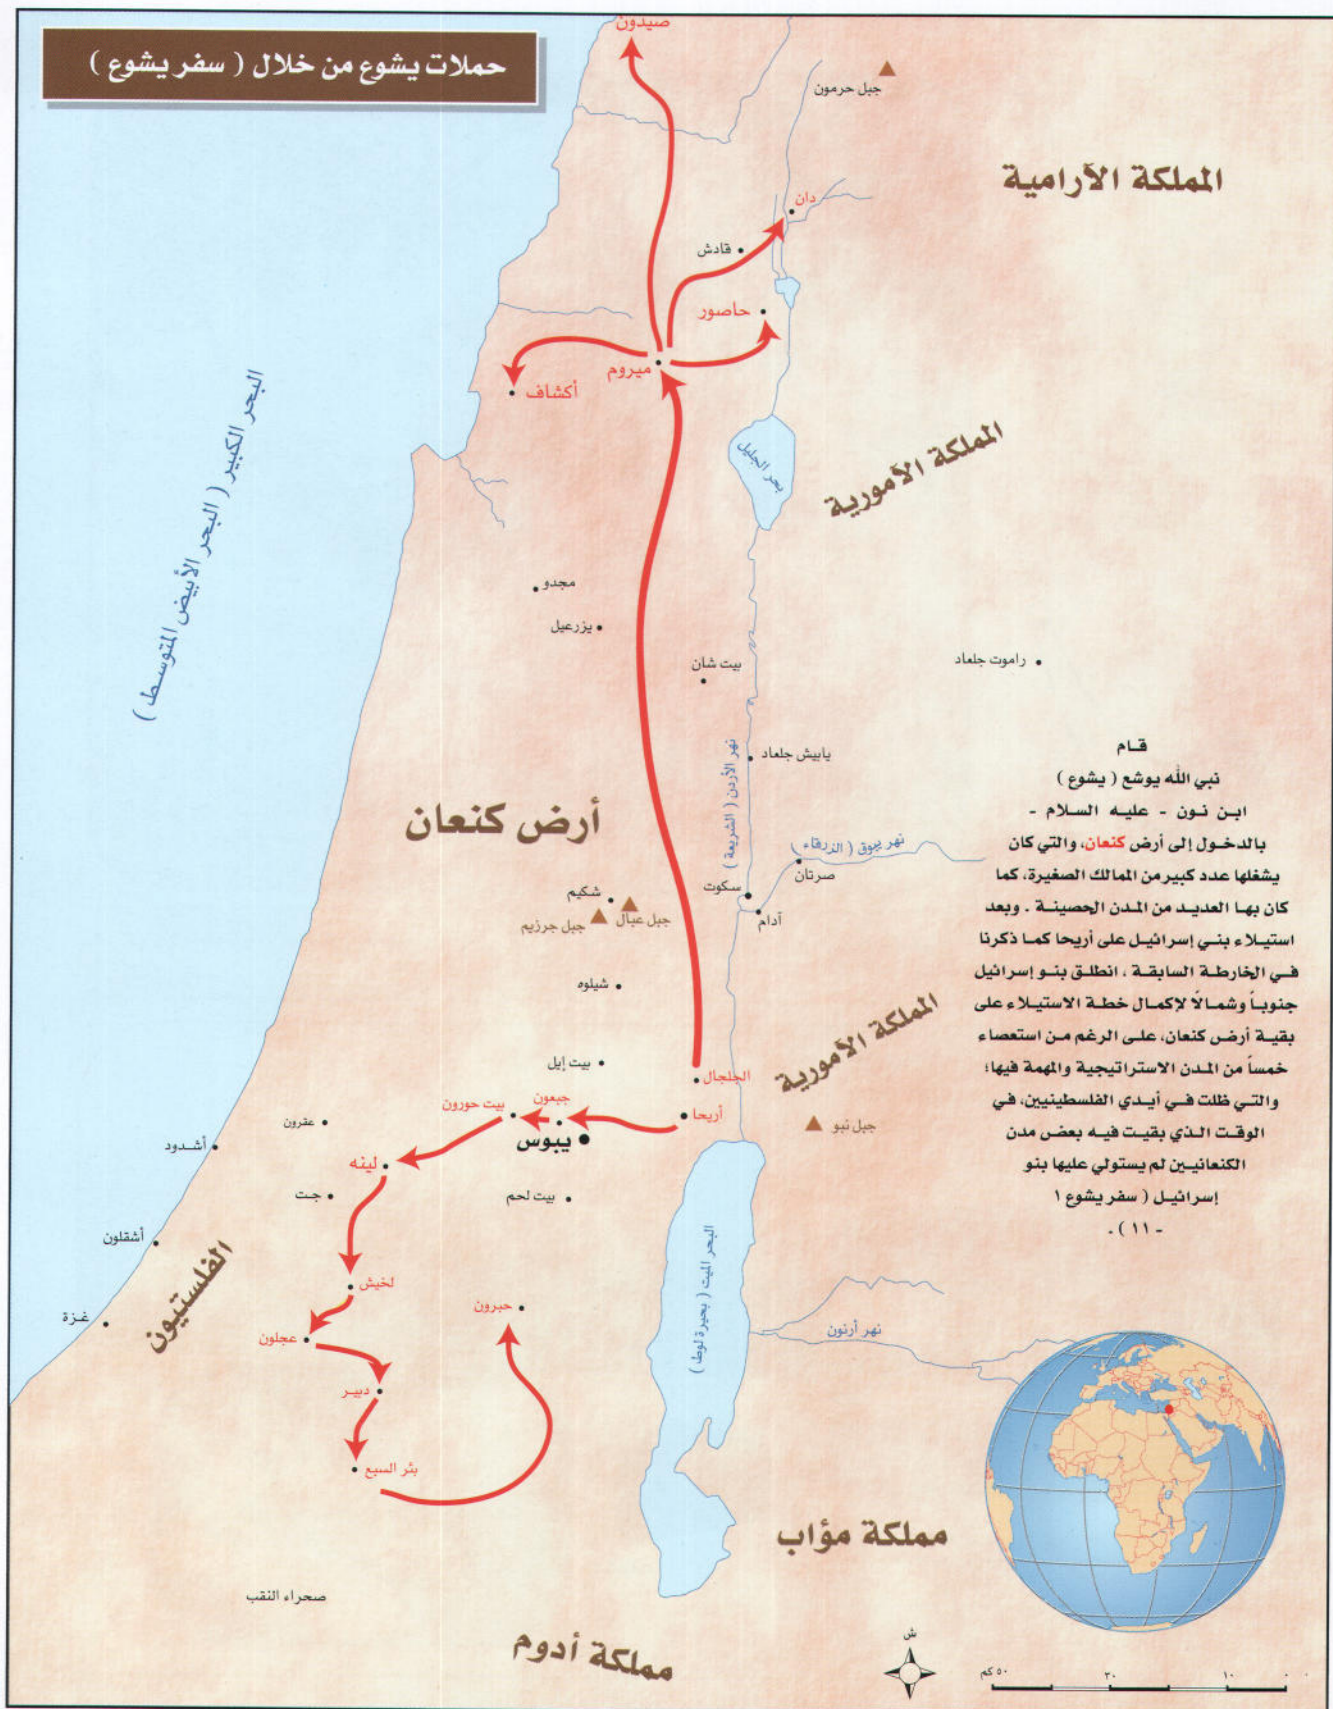 حملات يشوع من خلال ( سفر يشوع )
صيدون
جبل حرمون
المملكة الآرامية
دان
قادش
حاصور
ميروم
أكشاف
البحر الكبير ( البحر الأبيض المتوسط )
بحر الجليل
المملكة الآمورية
مجدو
يزرعيل
بيت شان
راموت جلعاد
يابيش جلعاد
نهر الأردن ( الشريعة )
أرض كنعان
نهر يبوق ( الزرقاء )
صرتان
سكوت
آدام
شكيم
جبل عيبال
جبل جرزيم
شيلوه
المملكة الآمورية
بيت إيل
الجلجال
أريحا
جبعون
بيت حورون
يبوس
عقرون
أشدود
لينه
جت
بيت لحم
جبل نبو
أشقلون
الفلستيون
غزة
لخيش
عجلون
حبرون
دبير
بئر السبع
البحر الميت ( بحيرة لوط )
نهر أرنون
مملكة مؤاب
صحراء النقب
مملكة أدوم
قام
نبي الله يوشع ( يشوع )
ابن نون - عليه السلام -
بالدخول إلى أرض كنعان، والتي كان
يشغلها عدد كبير من الممالك الصغيرة، كما
كان بها العديد من المدن الحصينة . وبعد
استيلاء بني إسرائيل على أريحا كما ذكرنا
في الخارطة السابقة ، انطلق بنو إسرائيل
جنوباً وشمالاً لإكمال خطة الاستيلاء على
بقية أرض كنعان، على الرغم من استعصاء
خمساً من المدن الاستراتيجية والمهمة فيها؛
والتي ظلت في أيدي الفلسطينيين، في
الوقت الذي بقيت فيه بعض مدن
الكنعانيين لم يستولي عليها بنو
إسرائيل ( سفر يشوع ١
- ١١ ) .
ش
٥٠ كم
٣٠
١٠
٠